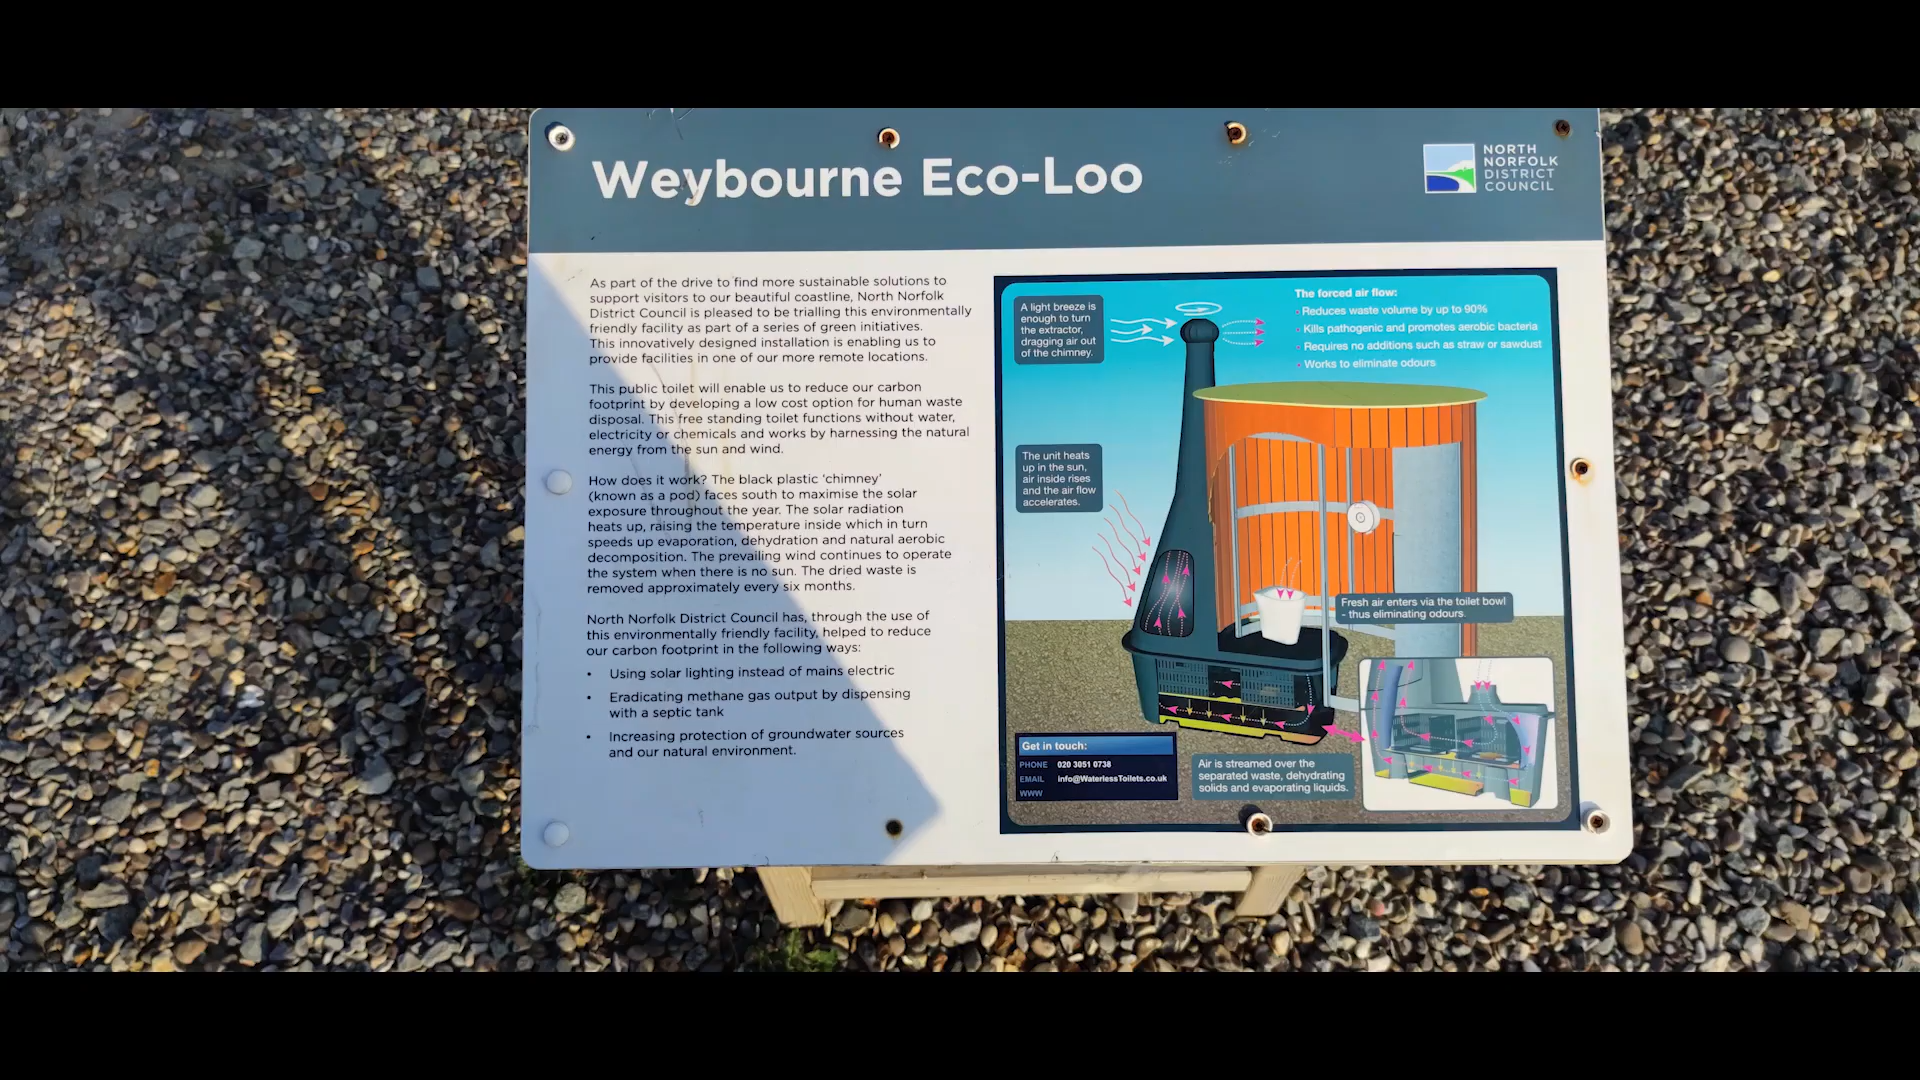 Weybourne Eco-Loo
NORTH
NORFOLK
DISTRICT
COUNCIL
As part of the drive to find more sustainable solutions to
support visitors to our beautiful coastline, North Norfolk
District Council is pleased to be trialling this environmentally
friendly facility as part of a series of green initiatives.
This innovatively designed installation is enabling us to
provide facilities in one of our more remote locations.
This public toilet will enable us to reduce our carbon
footprint by developing a low cost option for human waste
disposal. This free standing toilet functions without water,
electricity or chemicals and works by harnessing the natural
energy from the sun and wind.
How does it work? The black plastic ‘chimney’
(known as a pod) faces south to maximise the solar
exposure throughout the year. The solar radiation
heats up, raising the temperature inside which in turn
speeds up evaporation, dehydration and natural aerobic
decomposition. The prevailing wind continues to operate
the system when there is no sun. The dried waste is
removed approximately every six months.
North Norfolk District Council has, through the use of
this environmentally friendly facility, helped to reduce
our carbon footprint in the following ways:
• Using solar lighting instead of mains electric
• Eradicating methane gas output by dispensing
with a septic tank
• Increasing protection of groundwater sources
and our natural environment.
A light breeze is
enough to turn
the extractor,
dragging air out
of the chimney.
The forced air flow:
• Reduces waste volume by up to 90%
• Kills pathogenic and promotes aerobic bacteria
• Requires no additions such as straw or sawdust
• Works to eliminate odours
The unit heats
up in the sun,
air inside rises
and the air flow
accelerates.
Fresh air enters via the toilet bowl
- thus eliminating odours.
Get in touch:
PHONE 020 3051 0738
EMAIL info@WaterlessToilets.co.uk
WWW
Air is streamed over the
separated waste, dehydrating
solids and evaporating liquids.